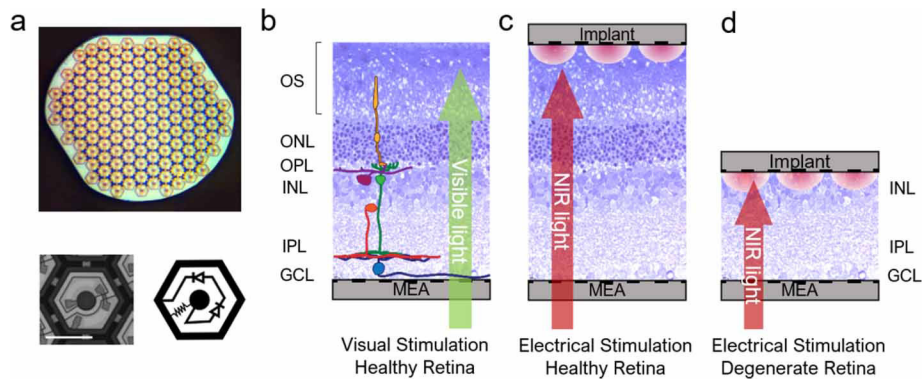 a
b
c
d
OS
ONL
OPL
INL
IPL
GCL
Visible light
MEA
Visual Stimulation
Healthy Retina
Implant
NIR light
MEA
Electrical Stimulation
Healthy Retina
Implant
NIR light
MEA
INL
IPL
GCL
Electrical Stimulation
Degenerate Retina